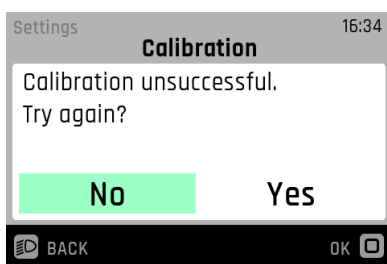 Settings
16:34
Calibration
Calibration unsuccessful.
Try again?
No Yes
BACK OK